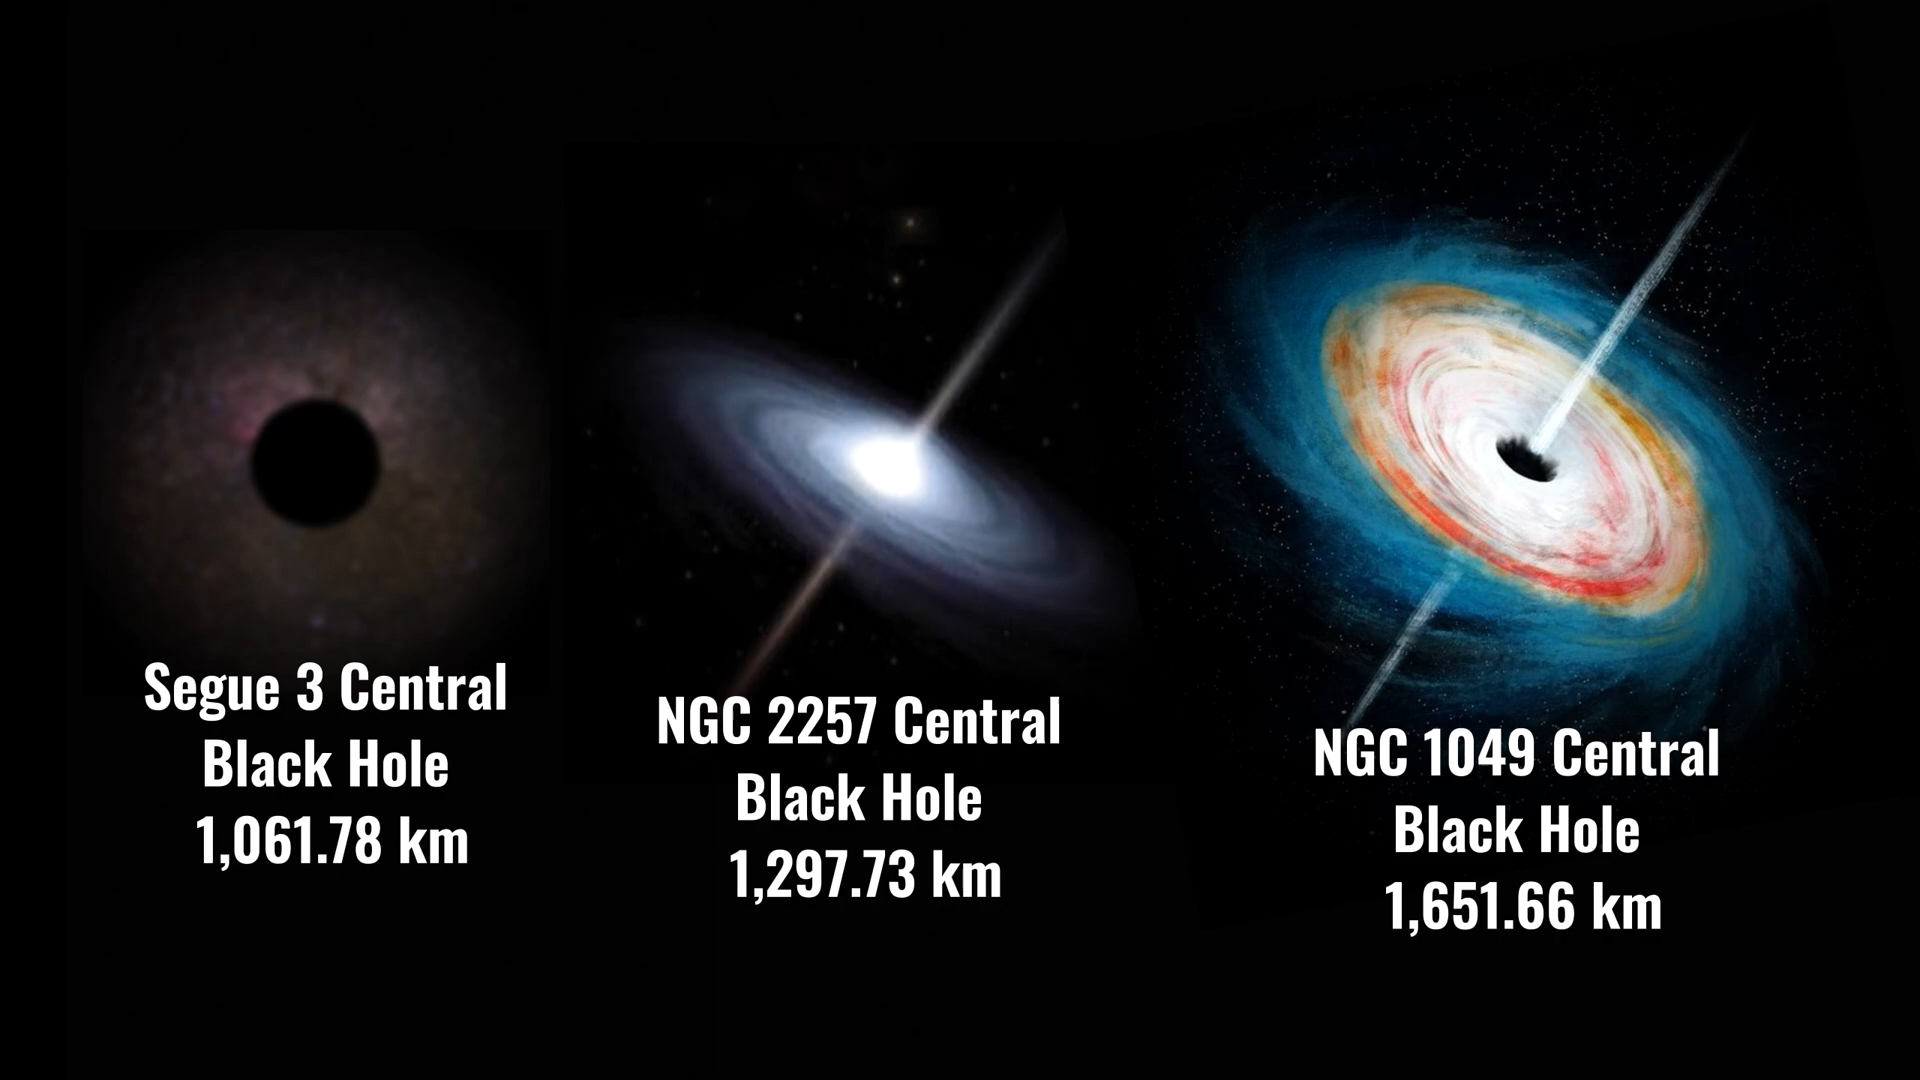 Segue 3 Central
Black Hole
1,061.78 km
NGC 2257 Central
Black Hole
1,297.73 km
NGC 1049 Central
Black Hole
1,651.66 km